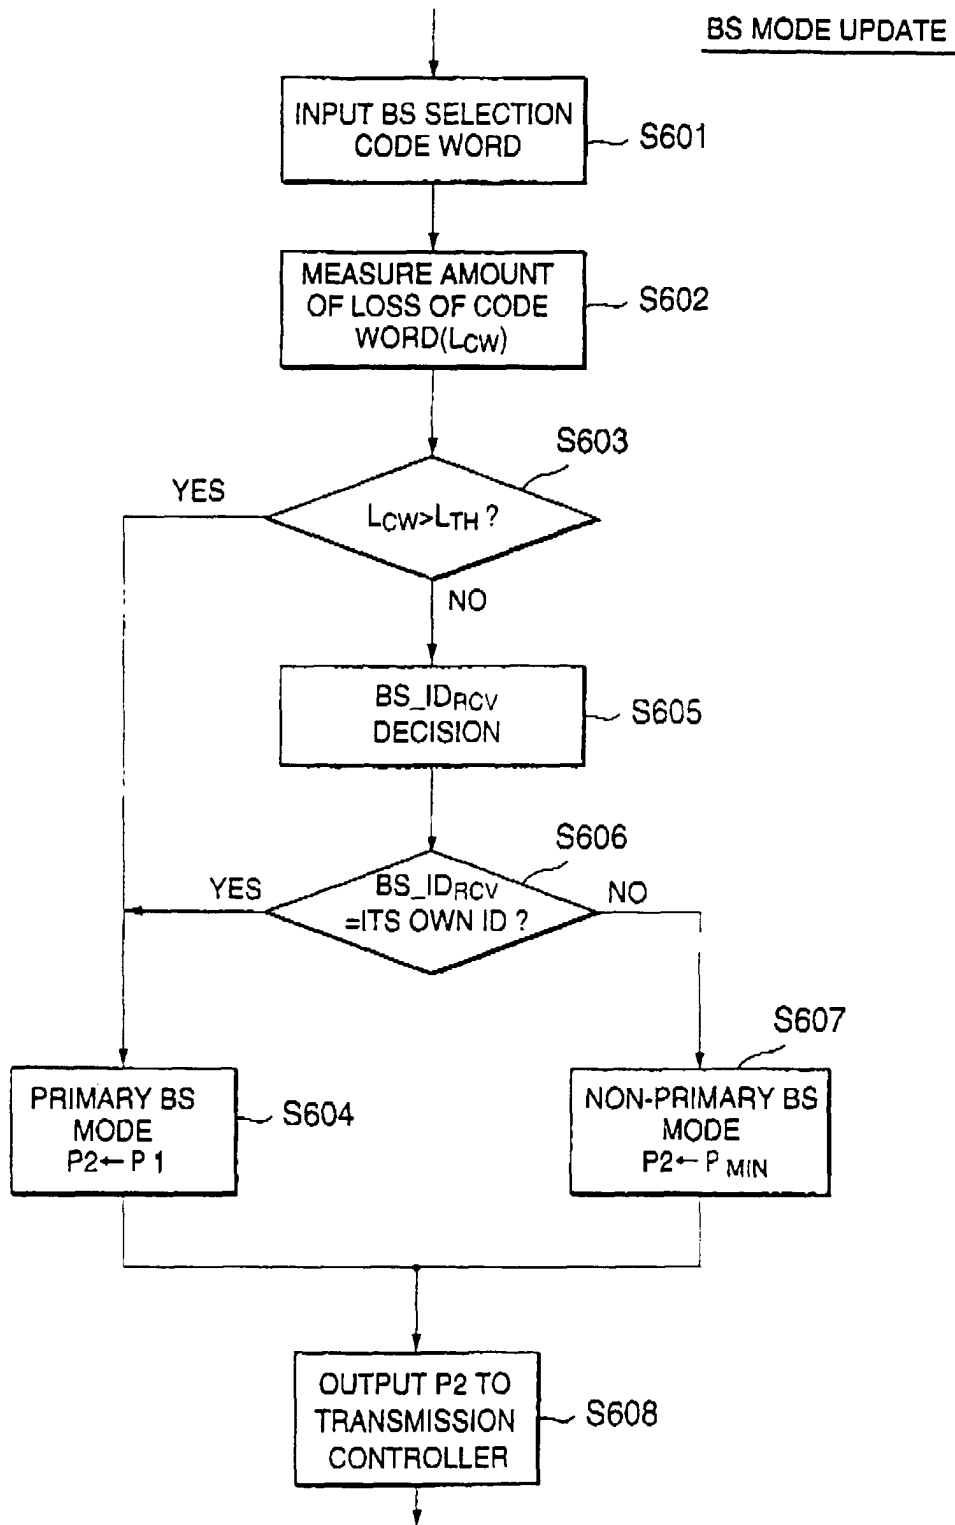 BS MODE UPDATE
INPUT BS SELECTION
CODE WORD
S601
MEASURE AMOUNT
OF LOSS OF CODE
WORD(LCW)
S602
S603
YES
LCW>LTH ?
NO
BS_IDRCV
DECISION
S605
S606
YES
BS_IDRCV
=ITS OWN ID ?
NO
S607
PRIMARY BS
MODE
P2←P1
S604
NON-PRIMARY BS
MODE
P2←PMIN
OUTPUT P2 TO
TRANSMISSION
CONTROLLER
S608